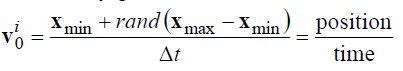 v₀ⁱ = (x_min + rand(x_max − x_min)) / Δt = position / time